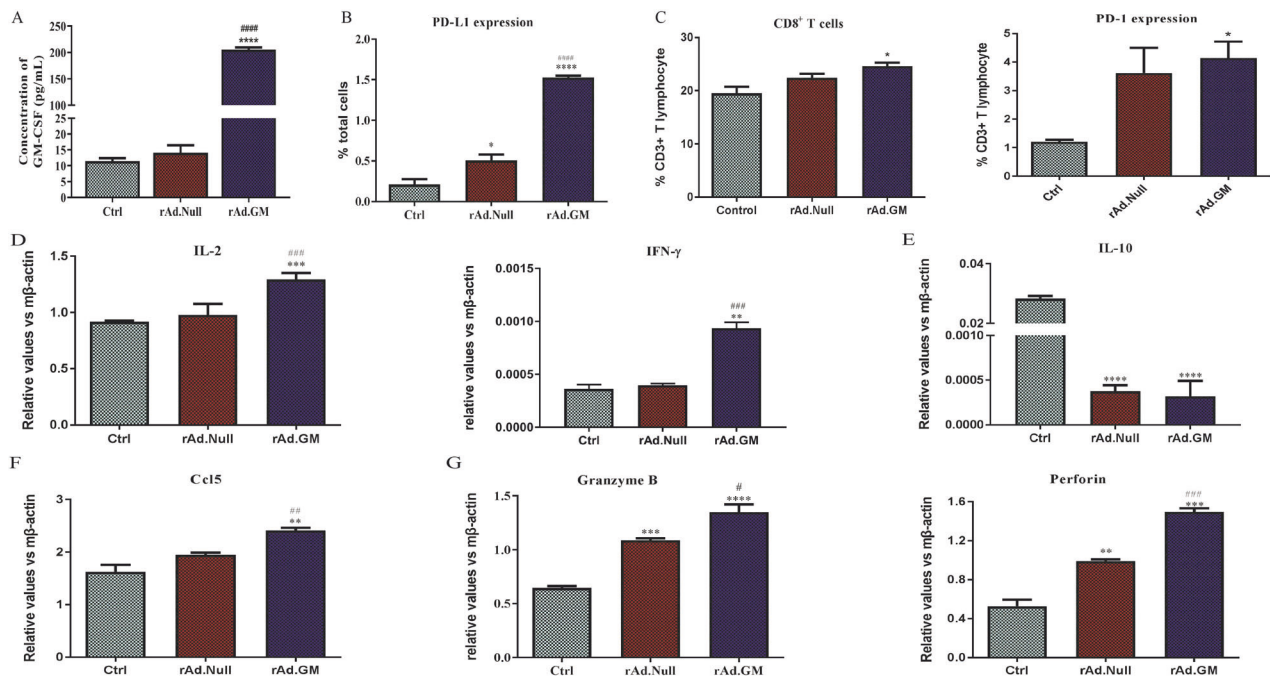 A
Concentration of
GM-CSF (pg/mL)
250
200
150
100
25
20
15
10
5
0
####
****
Ctrl
rAd.Null
rAd.GM
B
PD-L1 expression
% total cells
2.0
1.5
1.0
0.5
0.0
*
####
****
Ctrl
rAd.Null
rAd.GM
C
CD8+ T cells
% CD3+ T lymphocyte
30
20
10
0
*
Control
rAd.Null
rAd.GM
PD-1 expression
% CD3+ T lymphocyte
5
4
3
2
1
0
*
Ctrl
rAd.Null
rAd.GM
D
IL-2
Relative values vs mβ-actin
1.5
1.0
0.5
0.0
###
***
Ctrl
rAd.Null
rAd.GM
IFN-γ
relative values vs mβ-actin
0.0015
0.0010
0.0005
0.0000
###
**
Ctrl
rAd.Null
rAd.GM
E
IL-10
Relative values vs mβ-actin
0.04
0.02
0.0010
0.0005
0.0000
****
****
Ctrl
rAd.Null
rAd.GM
F
Ccl5
Relative values vs mβ-actin
3
2
1
0
##
**
Ctrl
rAd.Null
rAd.GM
G
Granzyme B
relative values vs mβ-actin
1.5
1.0
0.5
0.0
***
#
****
Ctrl
rAd.Null
rAd.GM
Perforin
Relative values vs mβ-actin
1.6
1.2
0.8
0.4
0.0
**
###
***
Ctrl
rAd.Null
rAd.GM